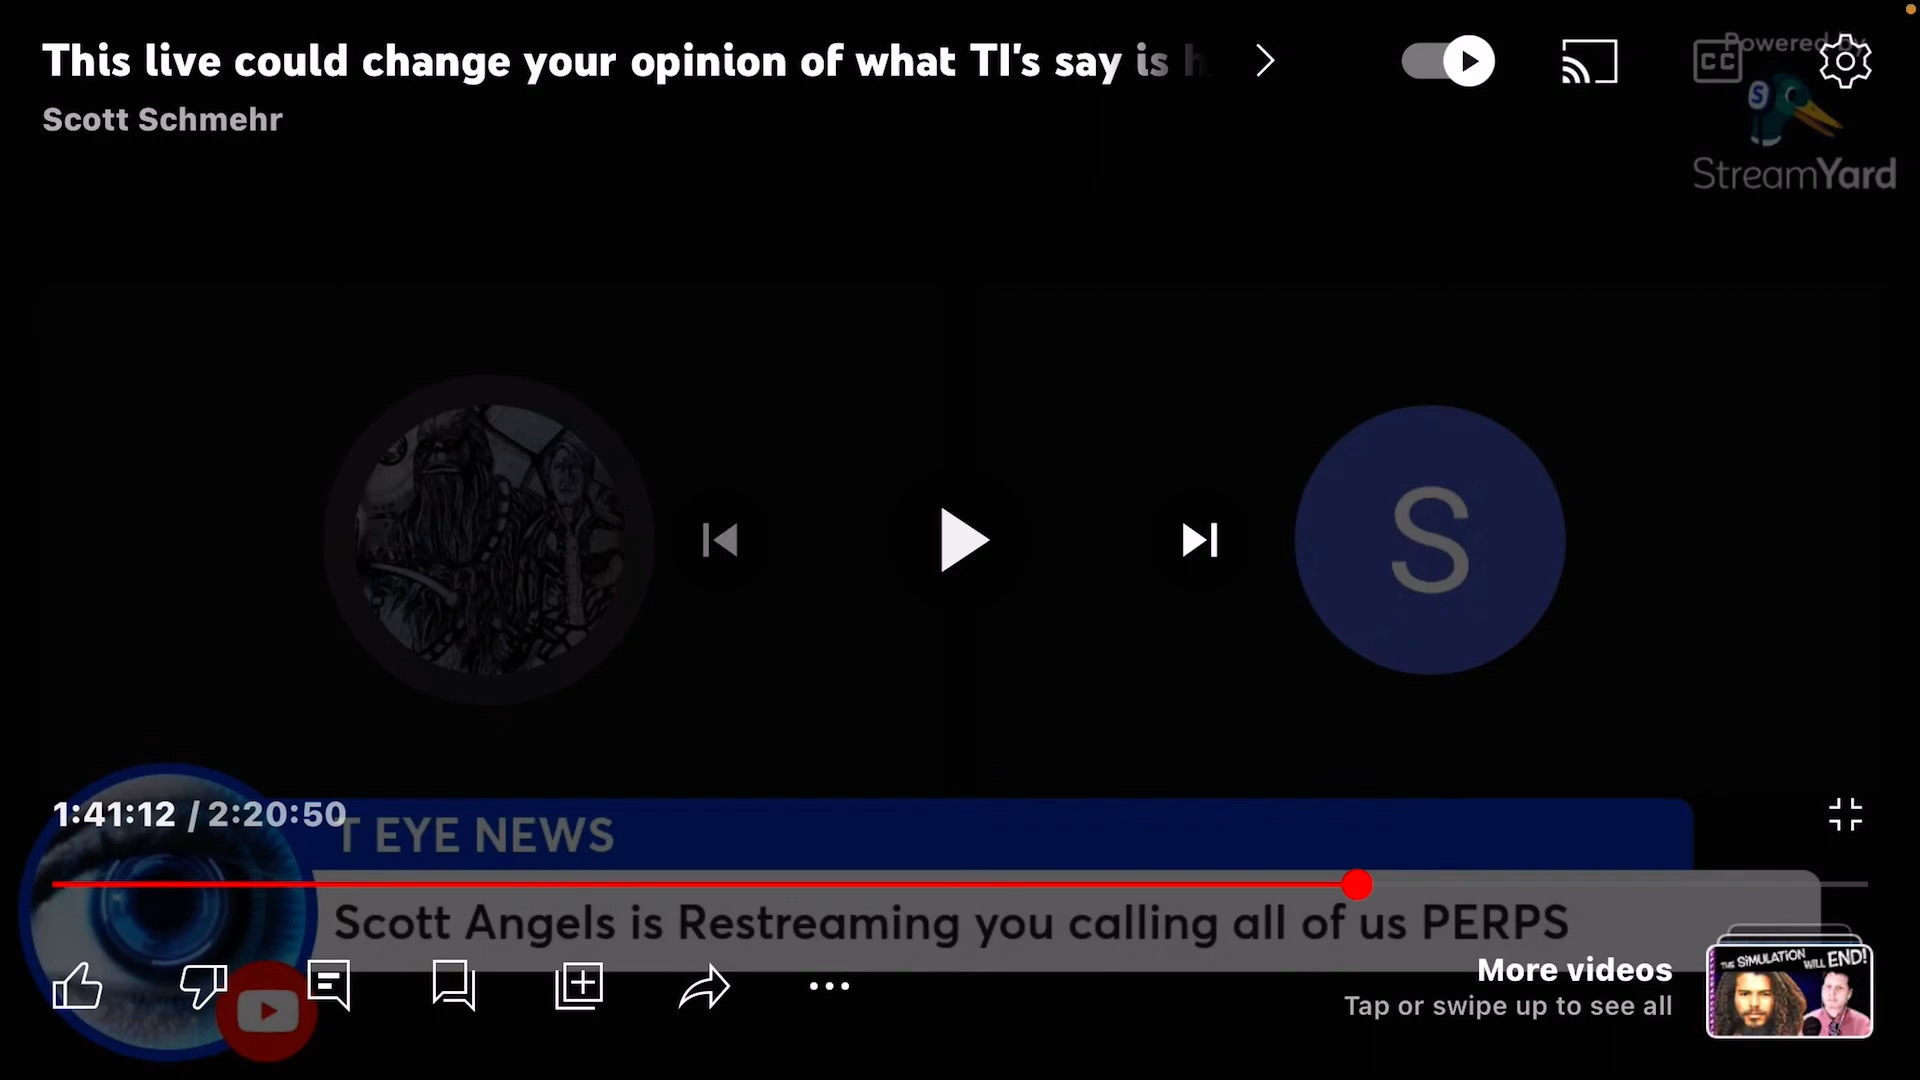 This live could change your opinion of what TI's say is
Scott Schmehr
CC
Powered by
S
StreamYard
S
1:41:12 / 2:20:50
T EYE NEWS
Scott Angels is Restreaming you calling all of us PERPS
More videos
Tap or swipe up to see all
THE SIMULATION WILL END!